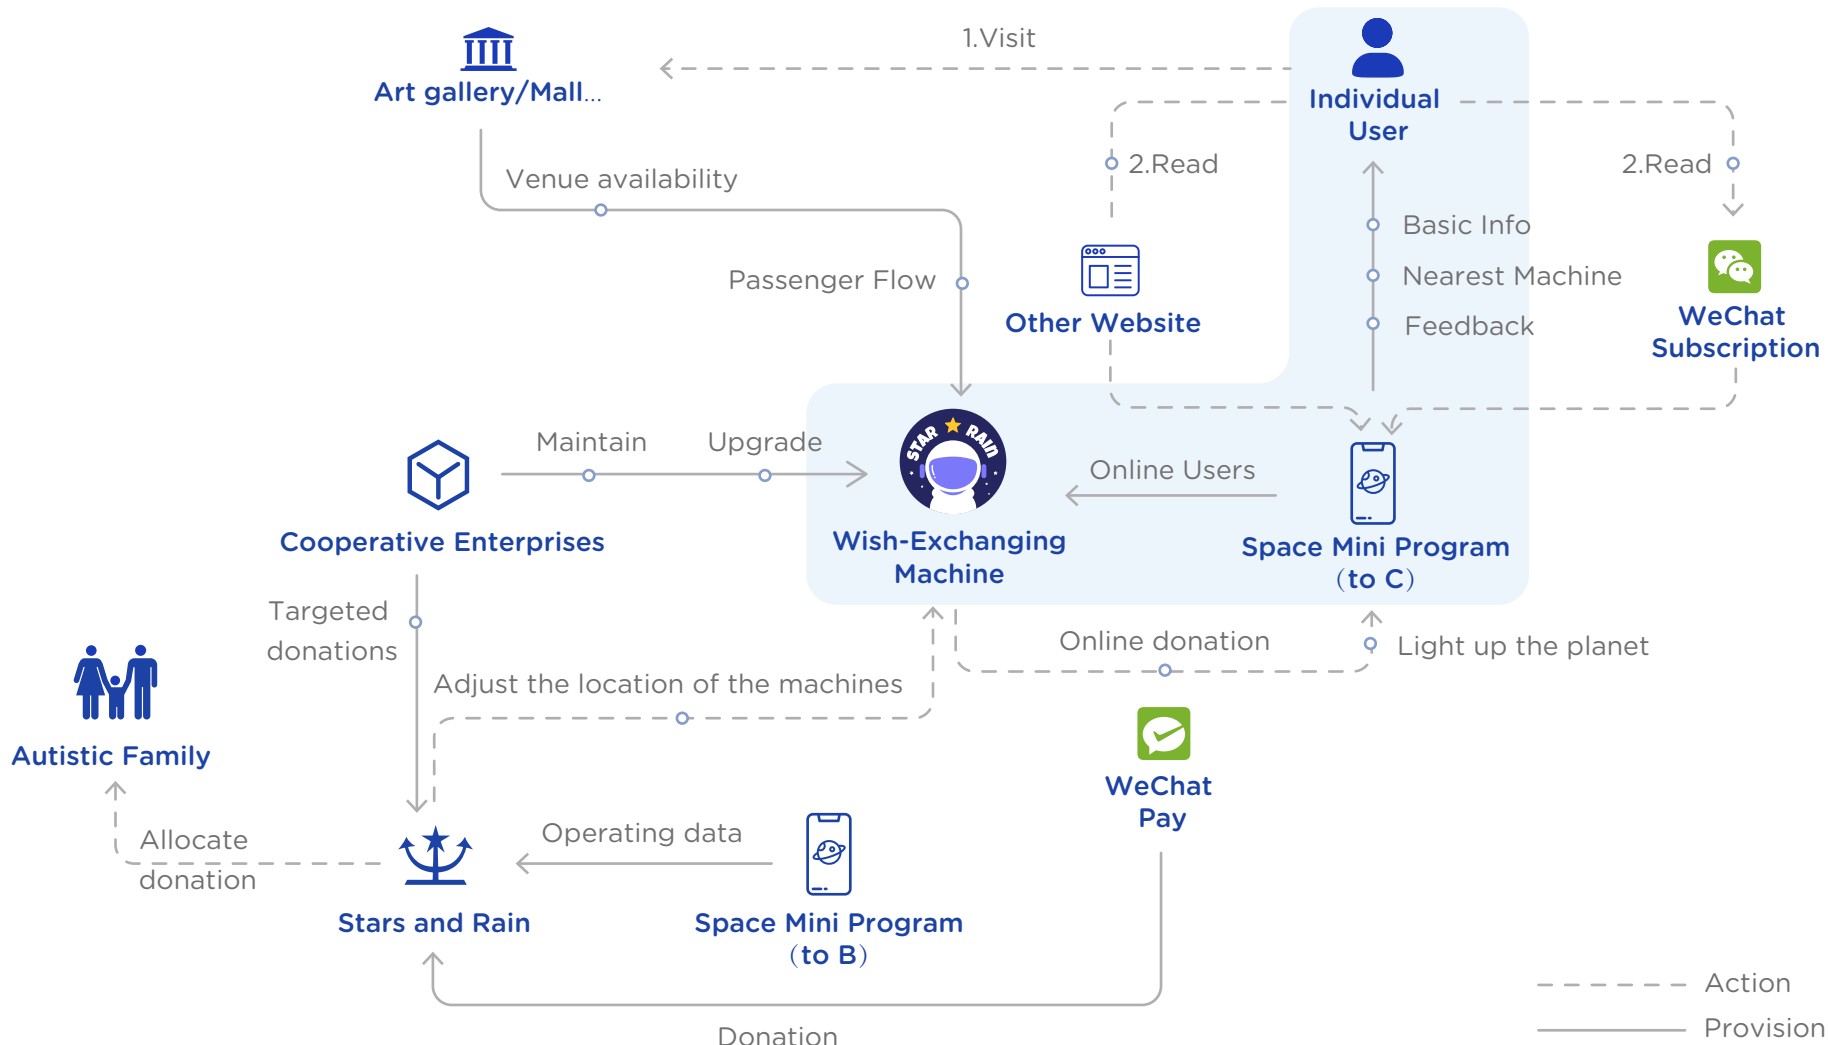 1.Visit
Art gallery/Mall...
Individual
User
2.Read
2.Read
Venue availability
Basic Info
Passenger Flow
Nearest Machine
Other Website
Feedback
WeChat
Subscription
STAR RAIN
Maintain
Upgrade
Online Users
Cooperative Enterprises
Wish-Exchanging
Machine
Space Mini Program
(to C)
Targeted
donations
Online donation
Light up the planet
Adjust the location of the machines
Autistic Family
WeChat
Pay
Allocate
donation
Operating data
Stars and Rain
Space Mini Program
(to B)
Donation
Action
Provision